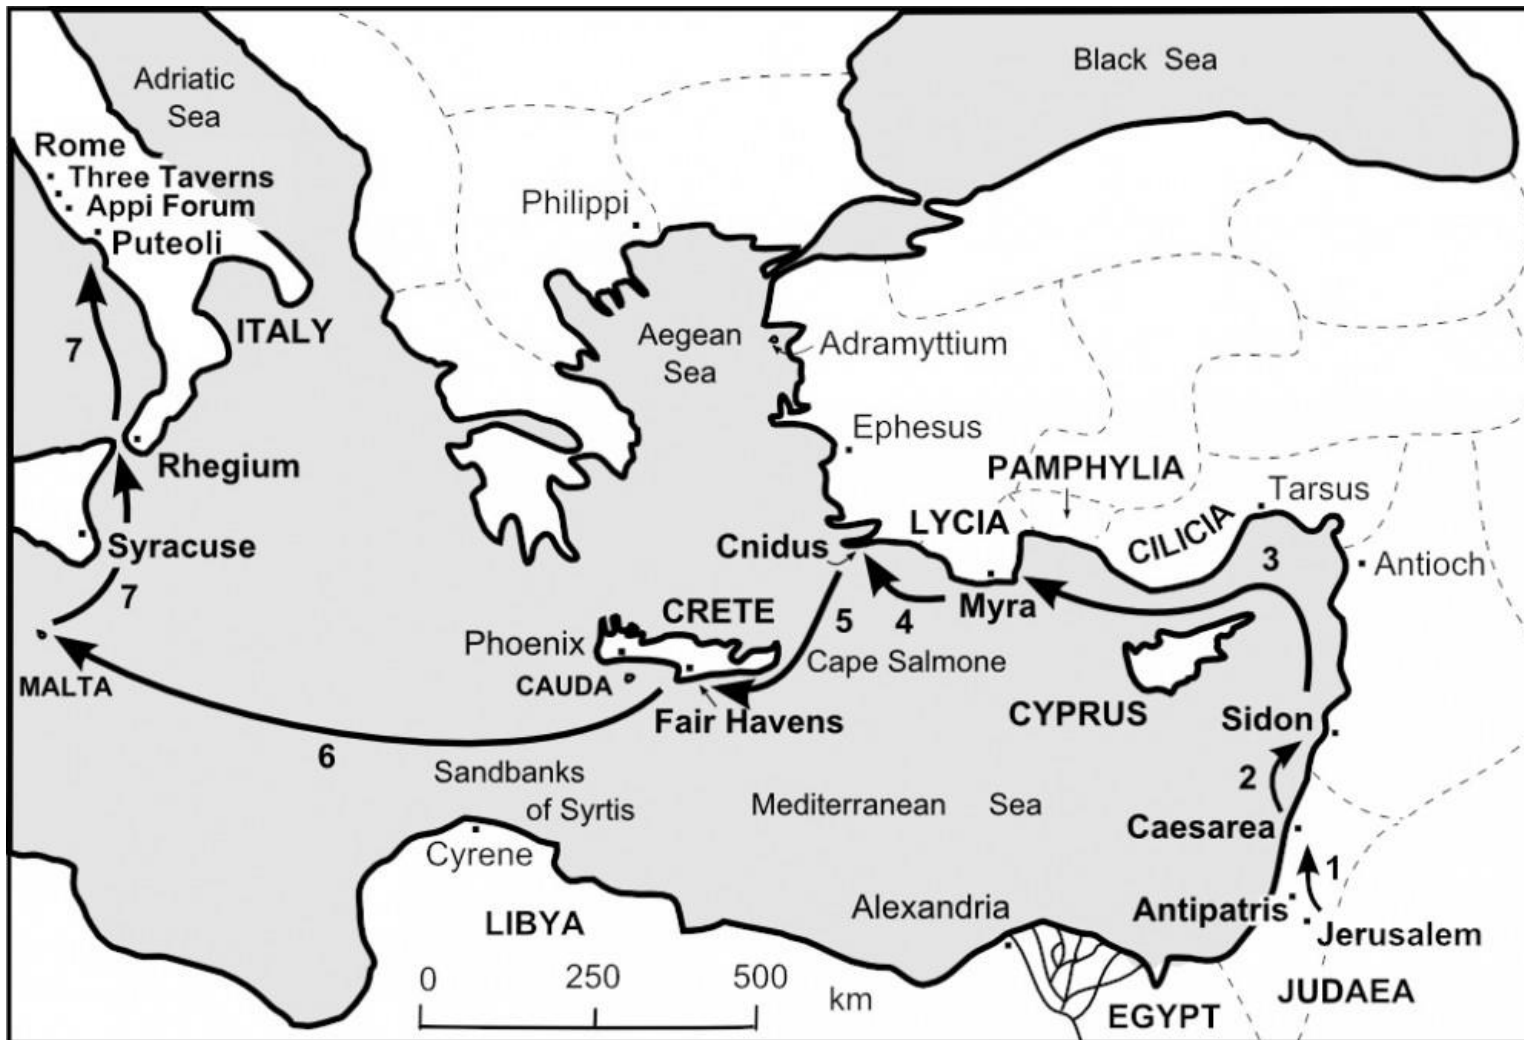 Black Sea
Adriatic
Sea
Rome
Three Taverns
Appi Forum
Puteoli
Philippi
ITALY
7
Aegean
Sea
Adramyttium
Ephesus
Rhegium
PAMPHYLIA
Tarsus
LYCIA
CILICIA
Syracuse
Cnidus
3
Antioch
7
CRETE
5
4
Myra
Phoenix
Cape Salmone
MALTA
CAUDA
Fair Havens
CYPRUS
Sidon
6
Sandbanks
of Syrtis
Mediterranean Sea
2
Caesarea
Cyrene
1
Alexandria
Antipatris
LIBYA
Jerusalem
0 250 500
km
JUDAEA
EGYPT